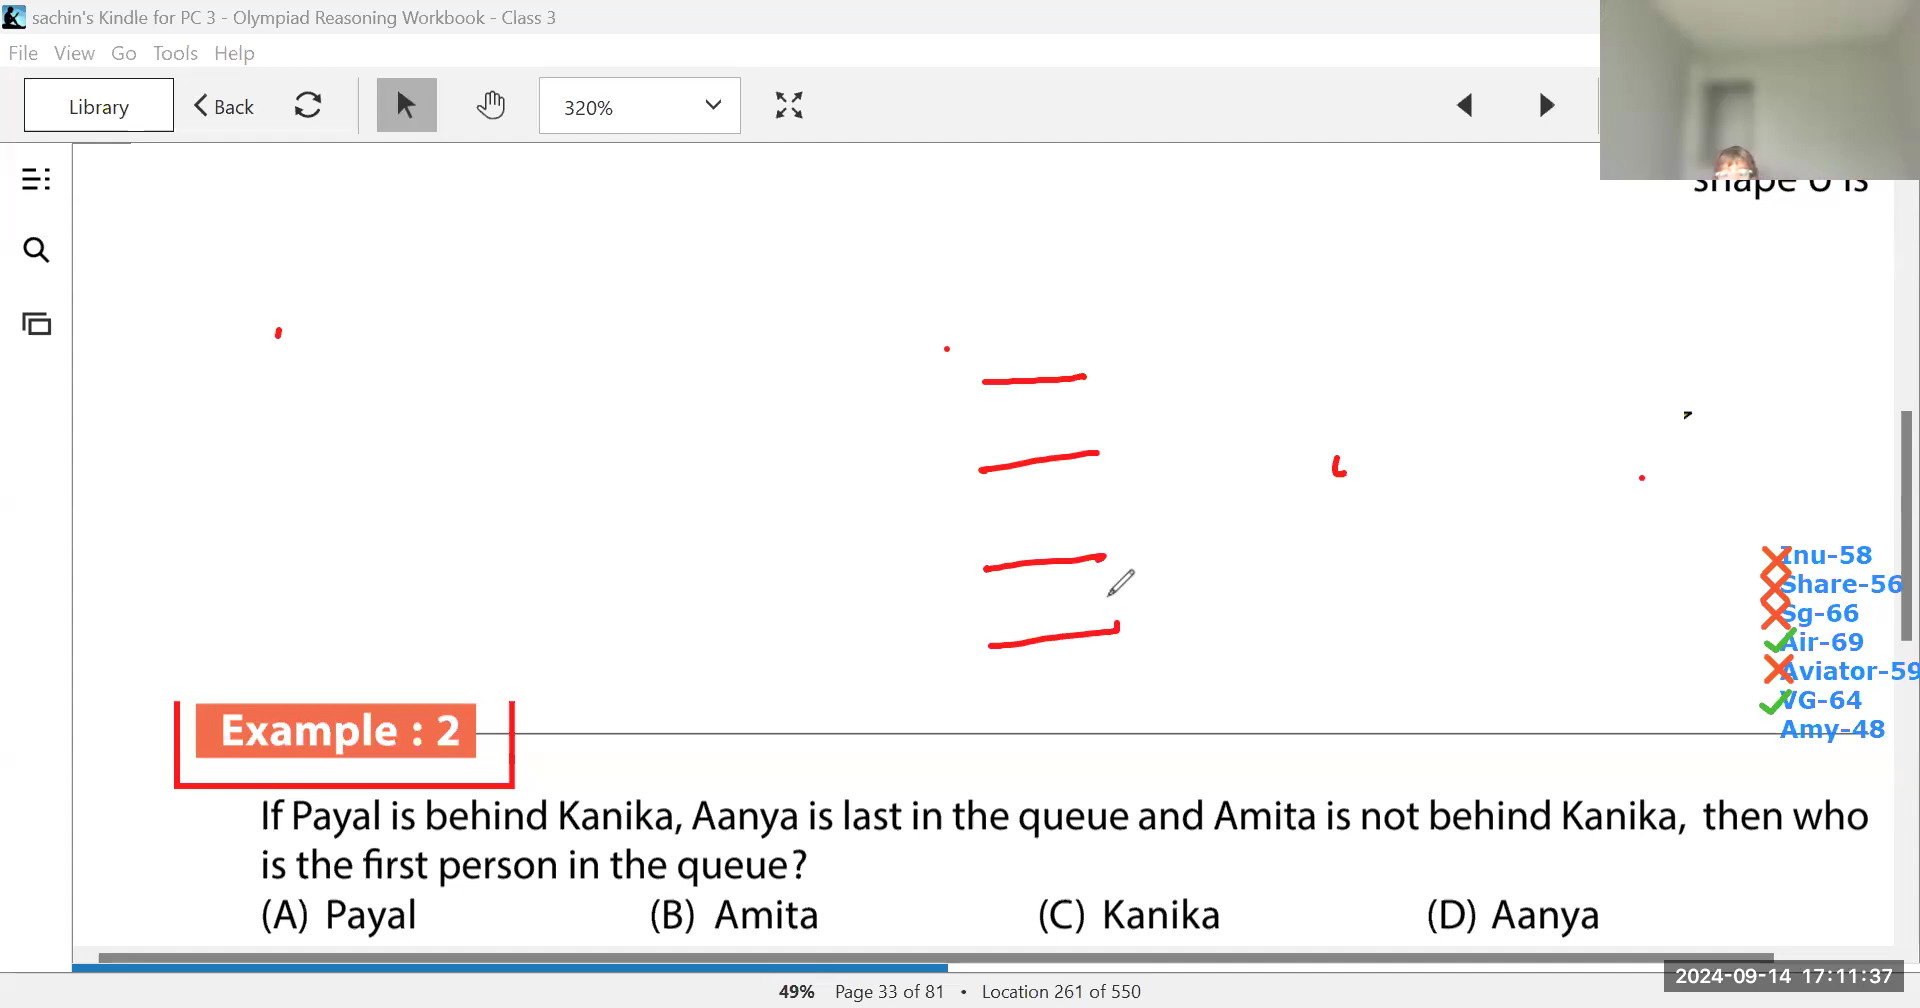 sachin's Kindle for PC 3 - Olympiad Reasoning Workbook - Class 3
File View Go Tools Help
Library Back 320%
shape 6 is
Inu-58
Share-56
Sg-66
Air-69
Aviator-59
VG-64
Amy-48
Example : 2
If Payal is behind Kanika, Aanya is last in the queue and Amita is not behind Kanika, then who
is the first person in the queue?
(A) Payal (B) Amita (C) Kanika (D) Aanya
2024-09-14 17:11:37
49% Page 33 of 81 • Location 261 of 550